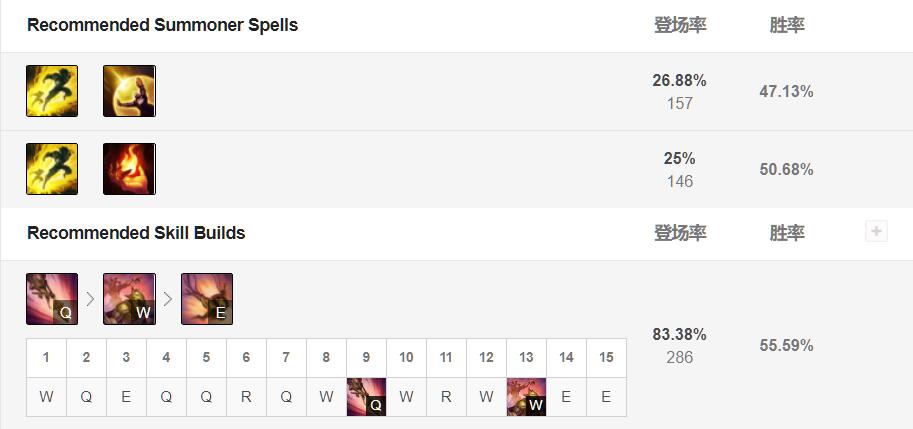 Recommended Summoner Spells 登场率 胜率
26.88% 47.13%
157
25% 50.68%
146
Recommended Skill Builds 登场率 胜率 +
Q W E
83.38% 55.59%
286
1 2 3 4 5 6 7 8 9 10 11 12 13 14 15
W Q E Q Q R Q W Q W R W W E E